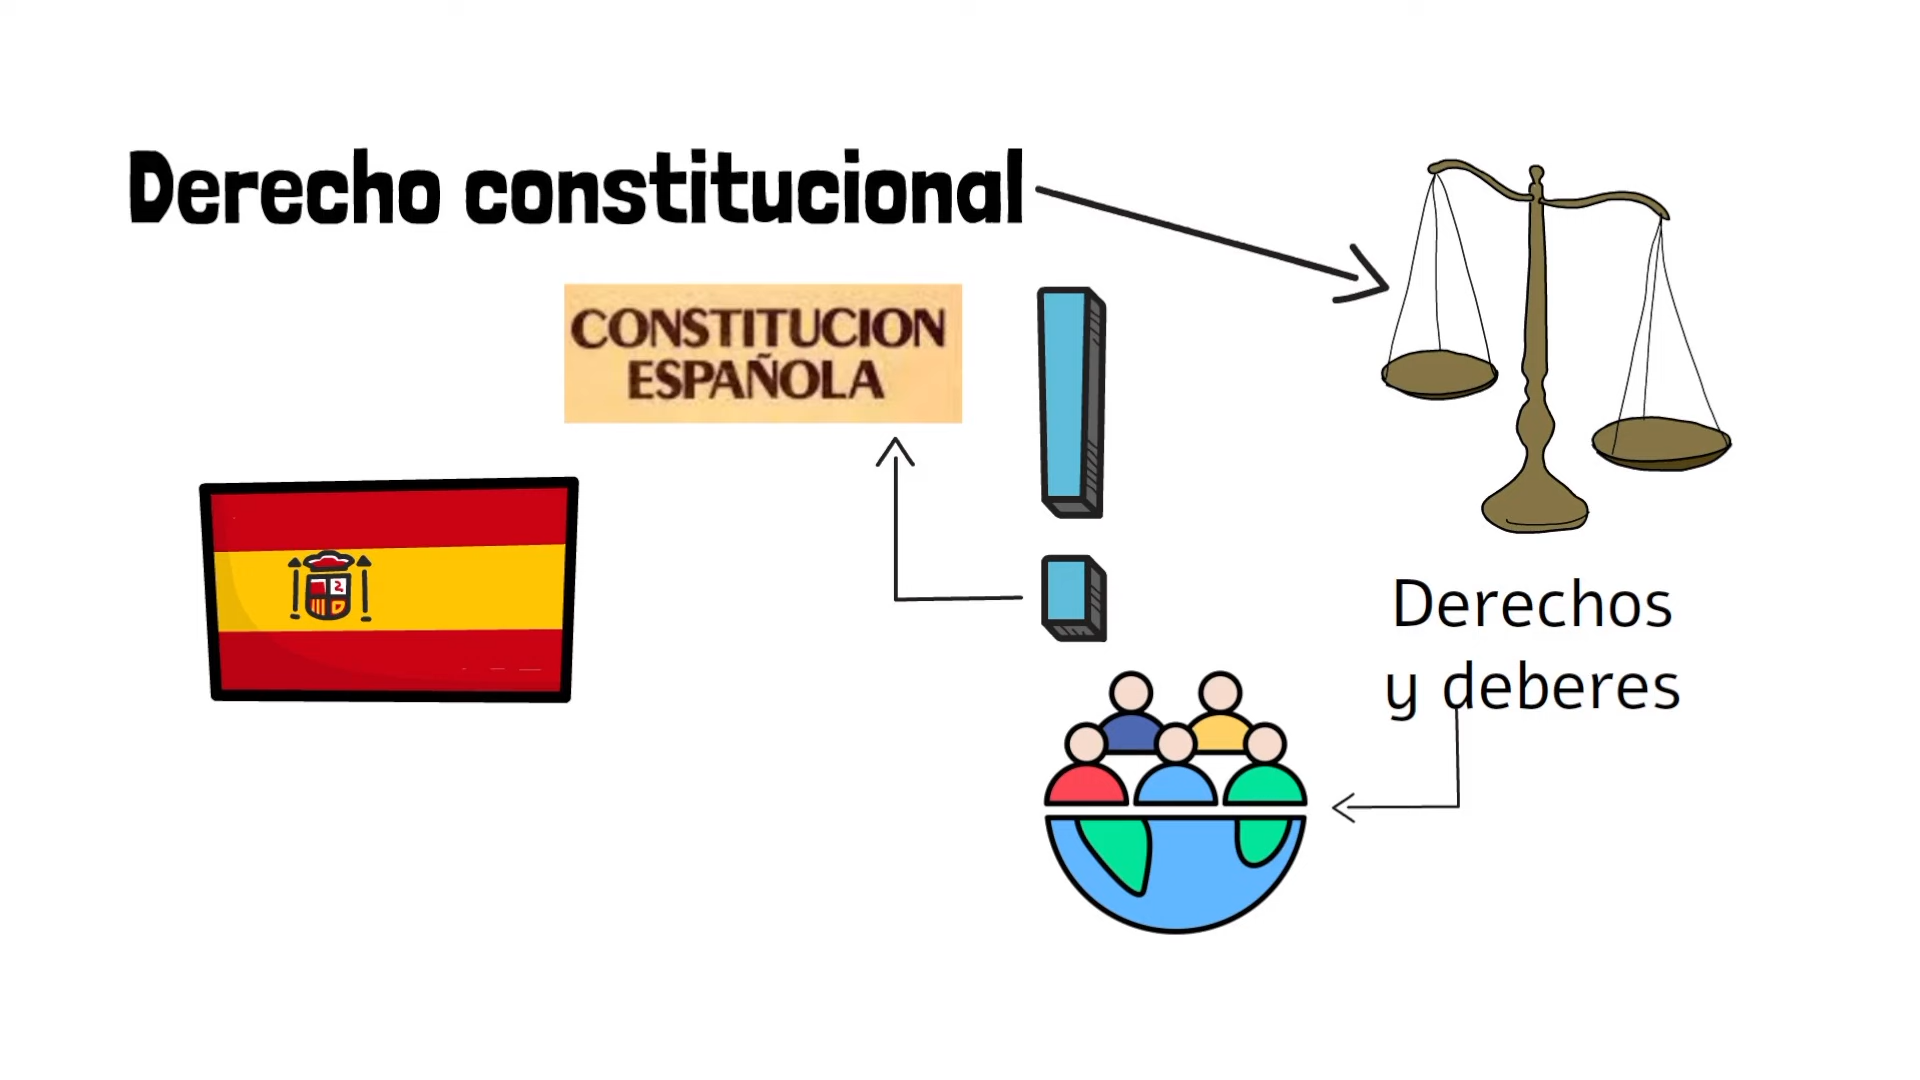 Derecho constitucional
CONSTITUCION
ESPAÑOLA
Derechos
y deberes